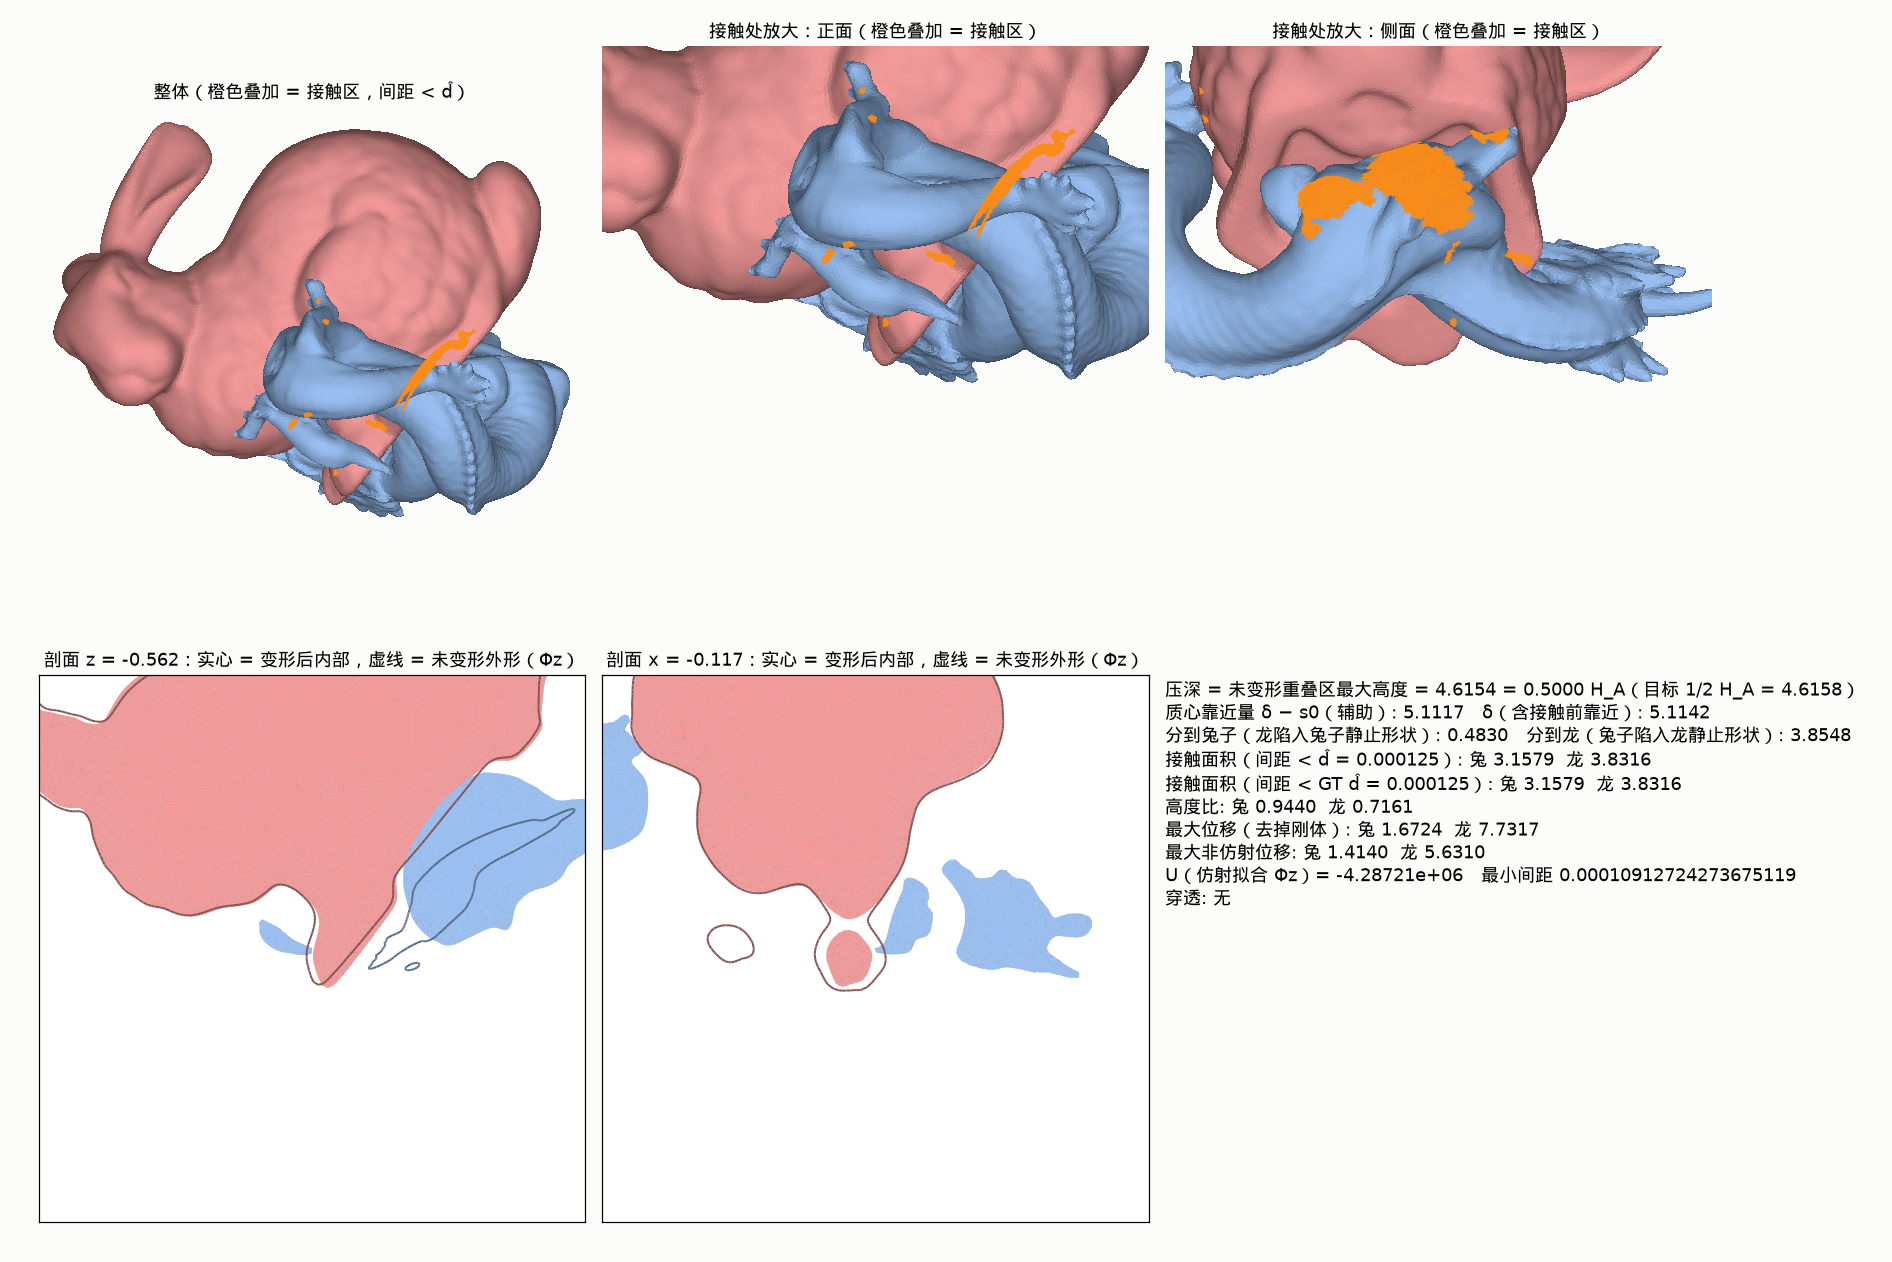 接触处放大：正面（橙色叠加 = 接触区）
接触处放大：侧面（橙色叠加 = 接触区）
整体（橙色叠加 = 接触区，间距 < d̂）
剖面 z = -0.562：实心 = 变形后内部，虚线 = 未变形外形（Φz）
剖面 x = -0.117：实心 = 变形后内部，虚线 = 未变形外形（Φz）
压深 = 未变形重叠区最大高度 = 4.6154 = 0.5000 H_A（目标 1/2 H_A = 4.6158）
质心靠近量 δ − s0（辅助）: 5.1117   δ（含接触前靠近）: 5.1142
分到兔子（龙陷入兔子静止形状）: 0.4830   分到龙（兔子陷入龙静止形状）: 3.8548
接触面积（间距 < d̂ = 0.000125）: 兔 3.1579  龙 3.8316
接触面积（间距 < GT d̂ = 0.000125）: 兔 3.1579  龙 3.8316
高度比: 兔 0.9440  龙 0.7161
最大位移（去掉刚体）: 兔 1.6724  龙 7.7317
最大非仿射位移: 兔 1.4140  龙 5.6310
U（仿射拟合 Φz）= -4.28721e+06   最小间距 0.00010912724273675119
穿透: 无